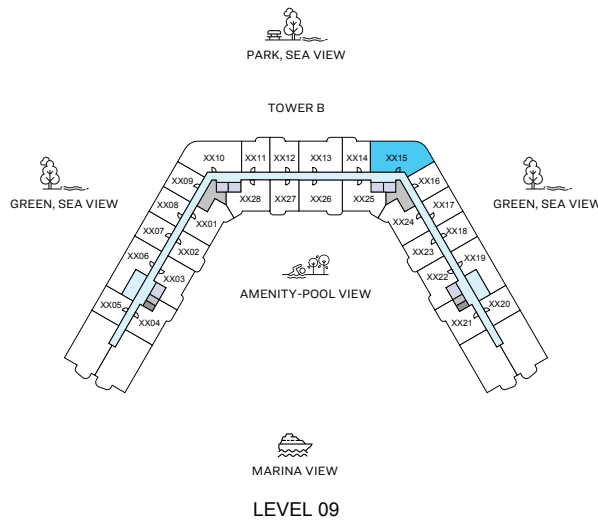 PARK, SEA VIEW
TOWER B
XX10
XX11
XX12
XX13
XX14
XX15
XX09
XX16
GREEN, SEA VIEW
GREEN, SEA VIEW
XX08
XX28
XX27
XX26
XX25
XX17
XX07
XX01
XX24
XX18
XX06
XX02
XX23
XX19
XX03
XX22
AMENITY-POOL VIEW
XX05
XX20
XX04
XX21
MARINA VIEW
LEVEL 09